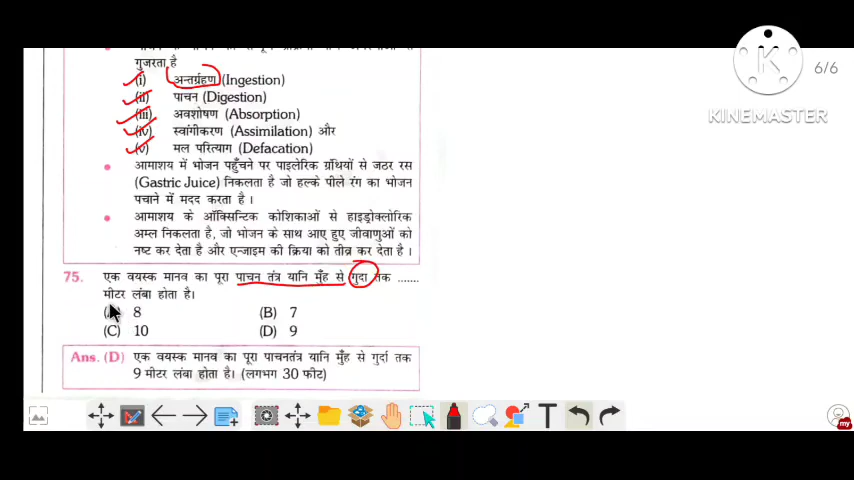 गुजरता है
(i) अन्तर्ग्रहण (Ingestion)
(ii) पाचन (Digestion)
(iii) अवशोषण (Absorption)
(iv) स्वांगीकरण (Assimilation) और
(v) मल परित्याग (Defacation)
• आमाशय में भोजन पहुँचने पर पाइलेरिक ग्रंथियों से जठर रस
(Gastric Juice) निकलता है जो हल्के पीले रंग का भोजन
पचाने में मदद करता है।
• आमाशय के ऑक्सिन्टिक कोशिकाओं से हाइड्रोक्लोरिक
अम्ल निकलता है, जो भोजन के साथ आए हुए जीवाणुओं को
नष्ट कर देता है और एन्जाइम की क्रिया को तीव्र कर देता है।
75. एक वयस्क मानव का पूरा पाचन तंत्र यानि मुँह से गुदा तक .......
मीटर लंबा होता है।
(A) 8 (B) 7
(C) 10 (D) 9
Ans. (D) एक वयस्क मानव का पूरा पाचनतंत्र यानि मुँह से गुर्दा तक
9 मीटर लंबा होता है। (लगभग 30 फीट)
6/6
KINEMASTER
T
my